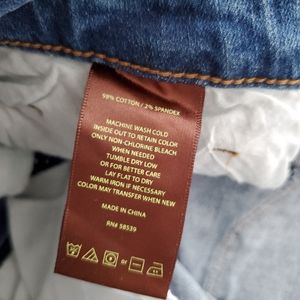 98% COTTON / 2% SPANDEX
MACHINE WASH COLD
INSIDE OUT TO RETAIN COLOR
ONLY NON-CHLORINE BLEACH
WHEN NEEDED
TUMBLE DRY LOW
OR FOR BETTER CARE
LAY FLAT TO DRY
WARM IRON IF NECESSARY
COLOR MAY TRANSFER WHEN NEW
MADE IN CHINA
RN# 58539
or